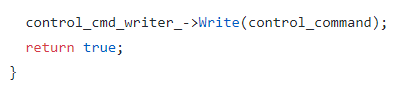 control_cmd_writer_->Write(control_command);
return true;
}